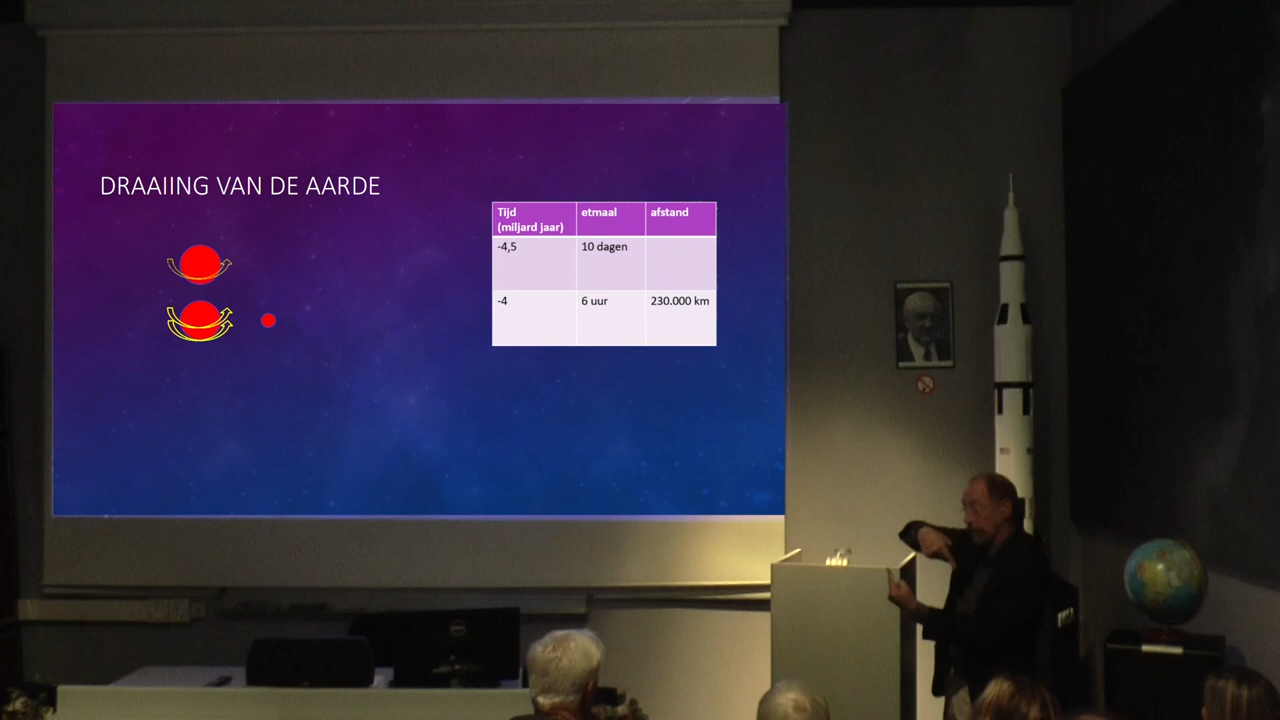 DRAAIING VAN DE AARDE
Tijd etmaal afstand
(miljard jaar)
-4,5 10 dagen
-4 6 uur 230.000 km